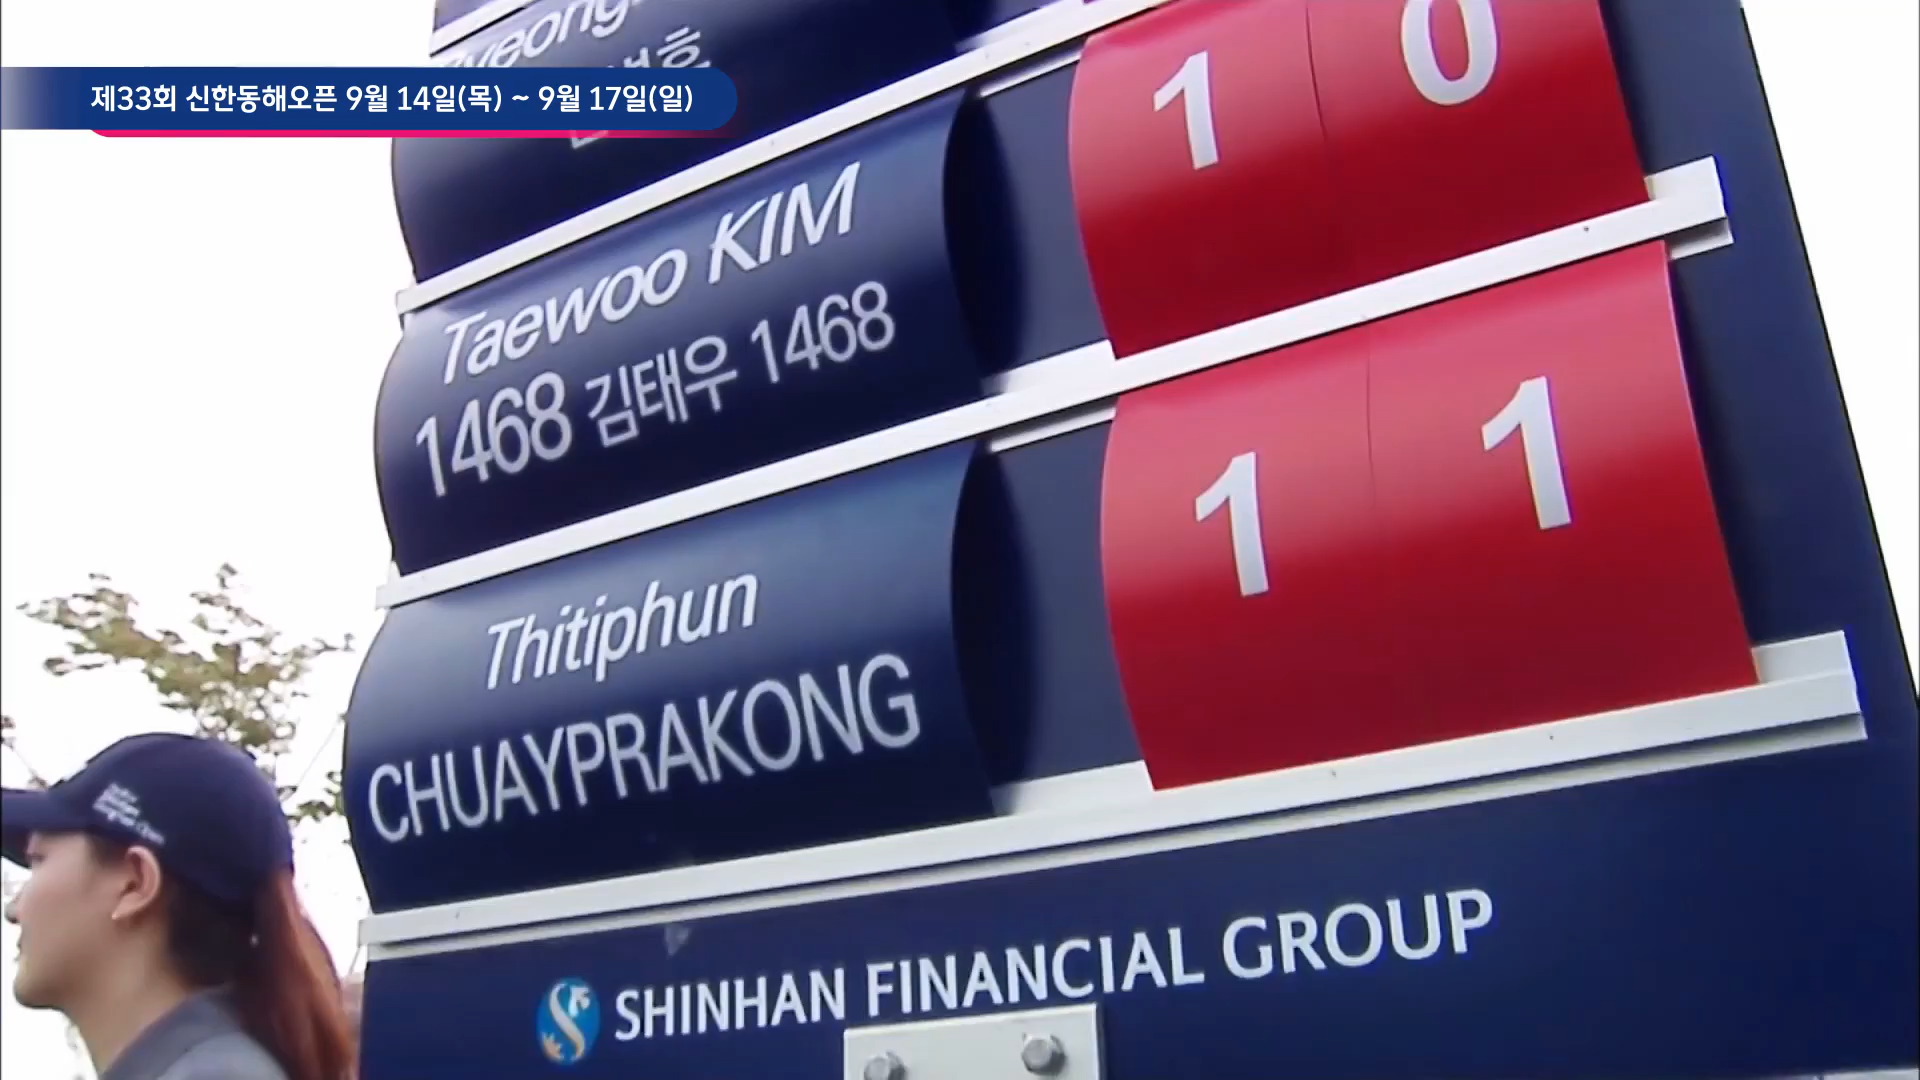 제33회 신한동해오픈 9월 14일(목) ~ 9월 17일(일)
1 0
Taewoo KIM
1468 김태우 1468
1 1
Thitiphun
CHUAYPRAKONG
SHINHAN FINANCIAL GROUP